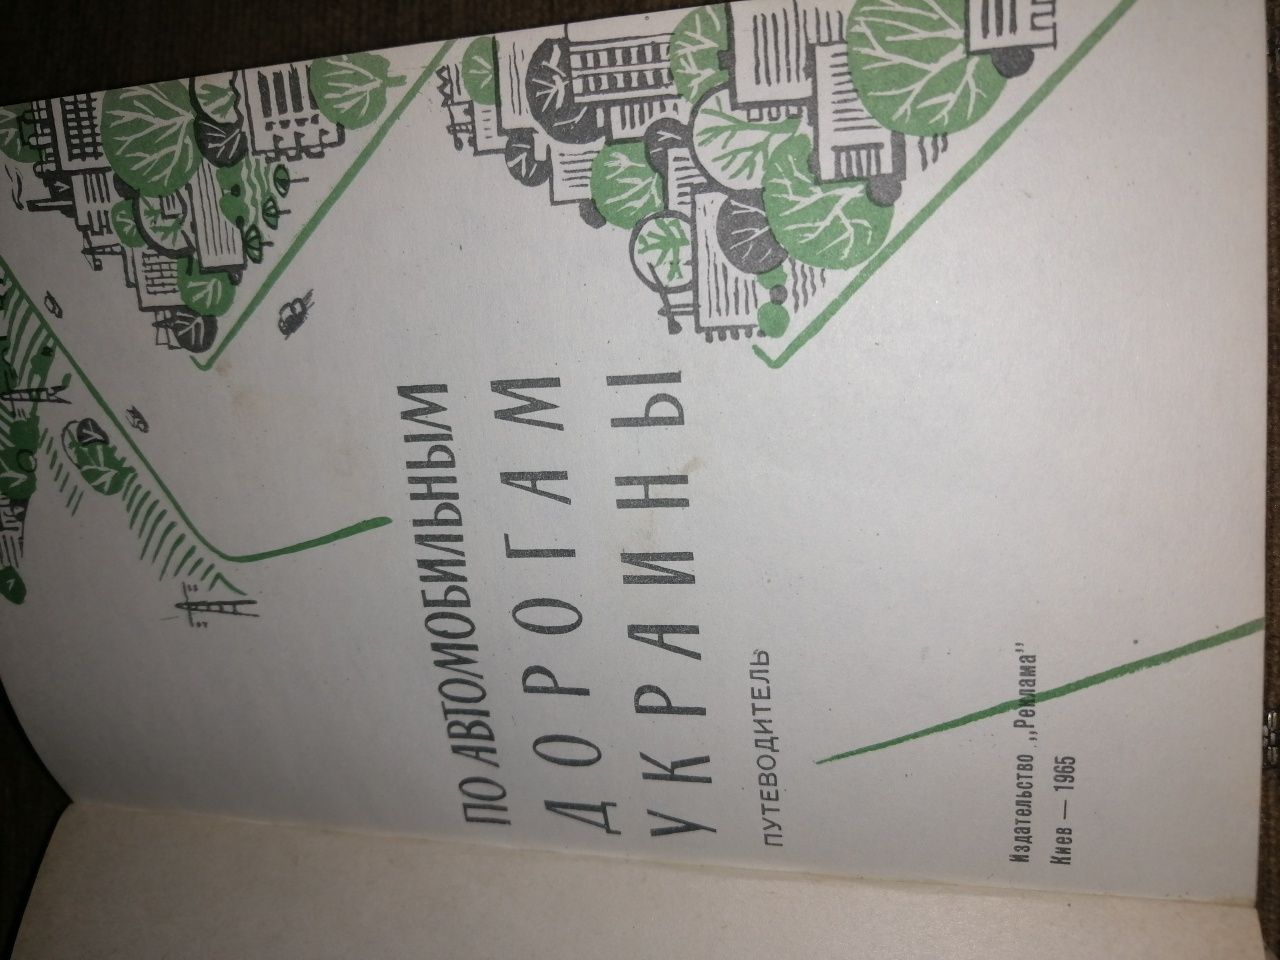 ПО АВТОМОБИЛЬНЫМ
ДОРОГАМ
УКРАИНЫ
ПУТЕВОДИТЕЛЬ
Издательство „Реклама"
Киев — 1965